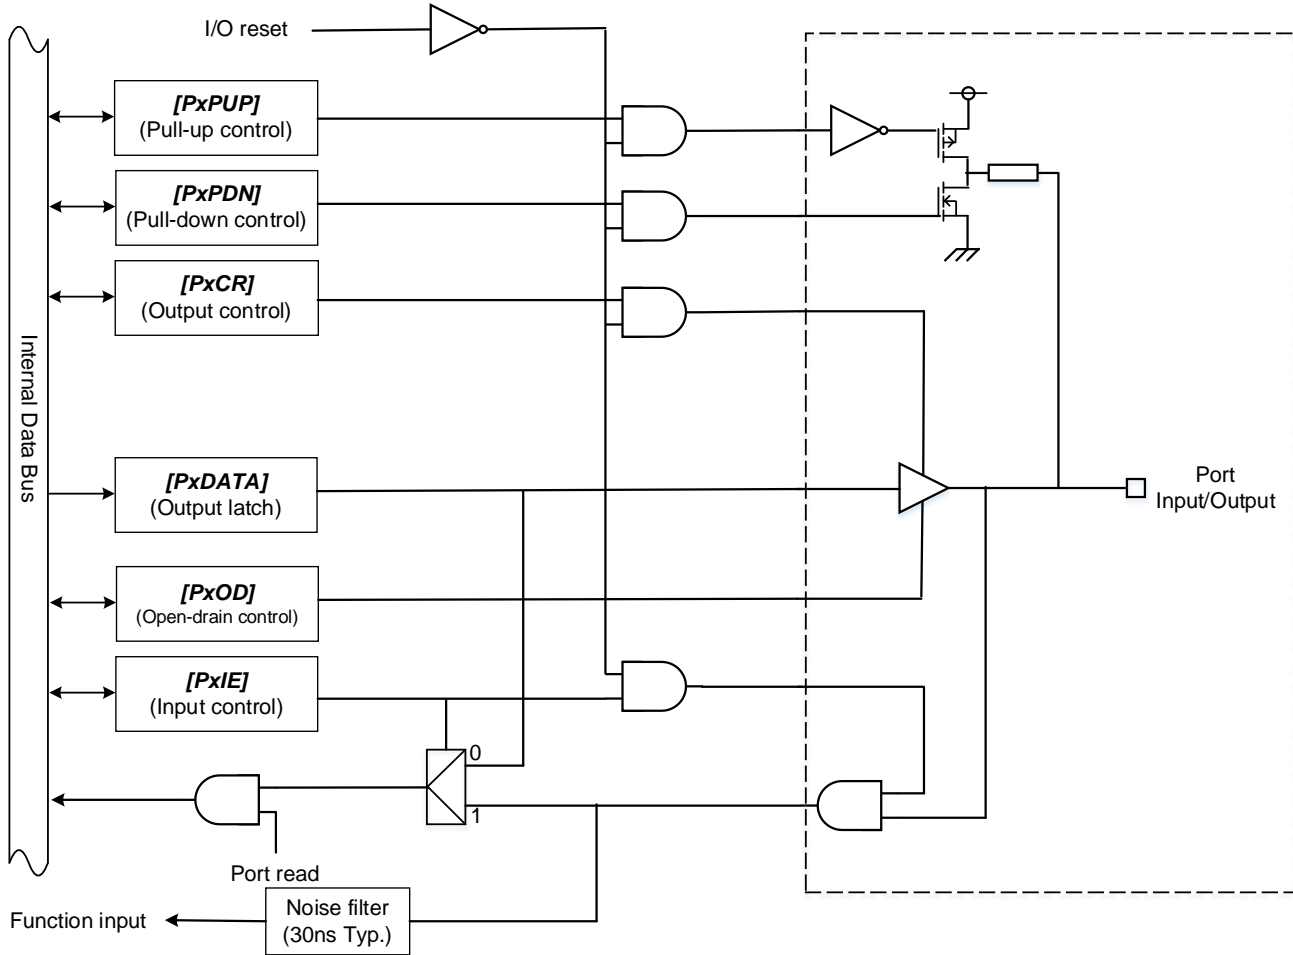 I/O reset
[PxPUP]
(Pull-up control)
[PxPDN]
(Pull-down control)
[PxCR]
(Output control)
Internal Data Bus
[PxDATA]
(Output latch)
Port
Input/Output
[PxOD]
(Open-drain control)
[PxIE]
(Input control)
0
1
Port read
Noise filter
(30ns Typ.)
Function input